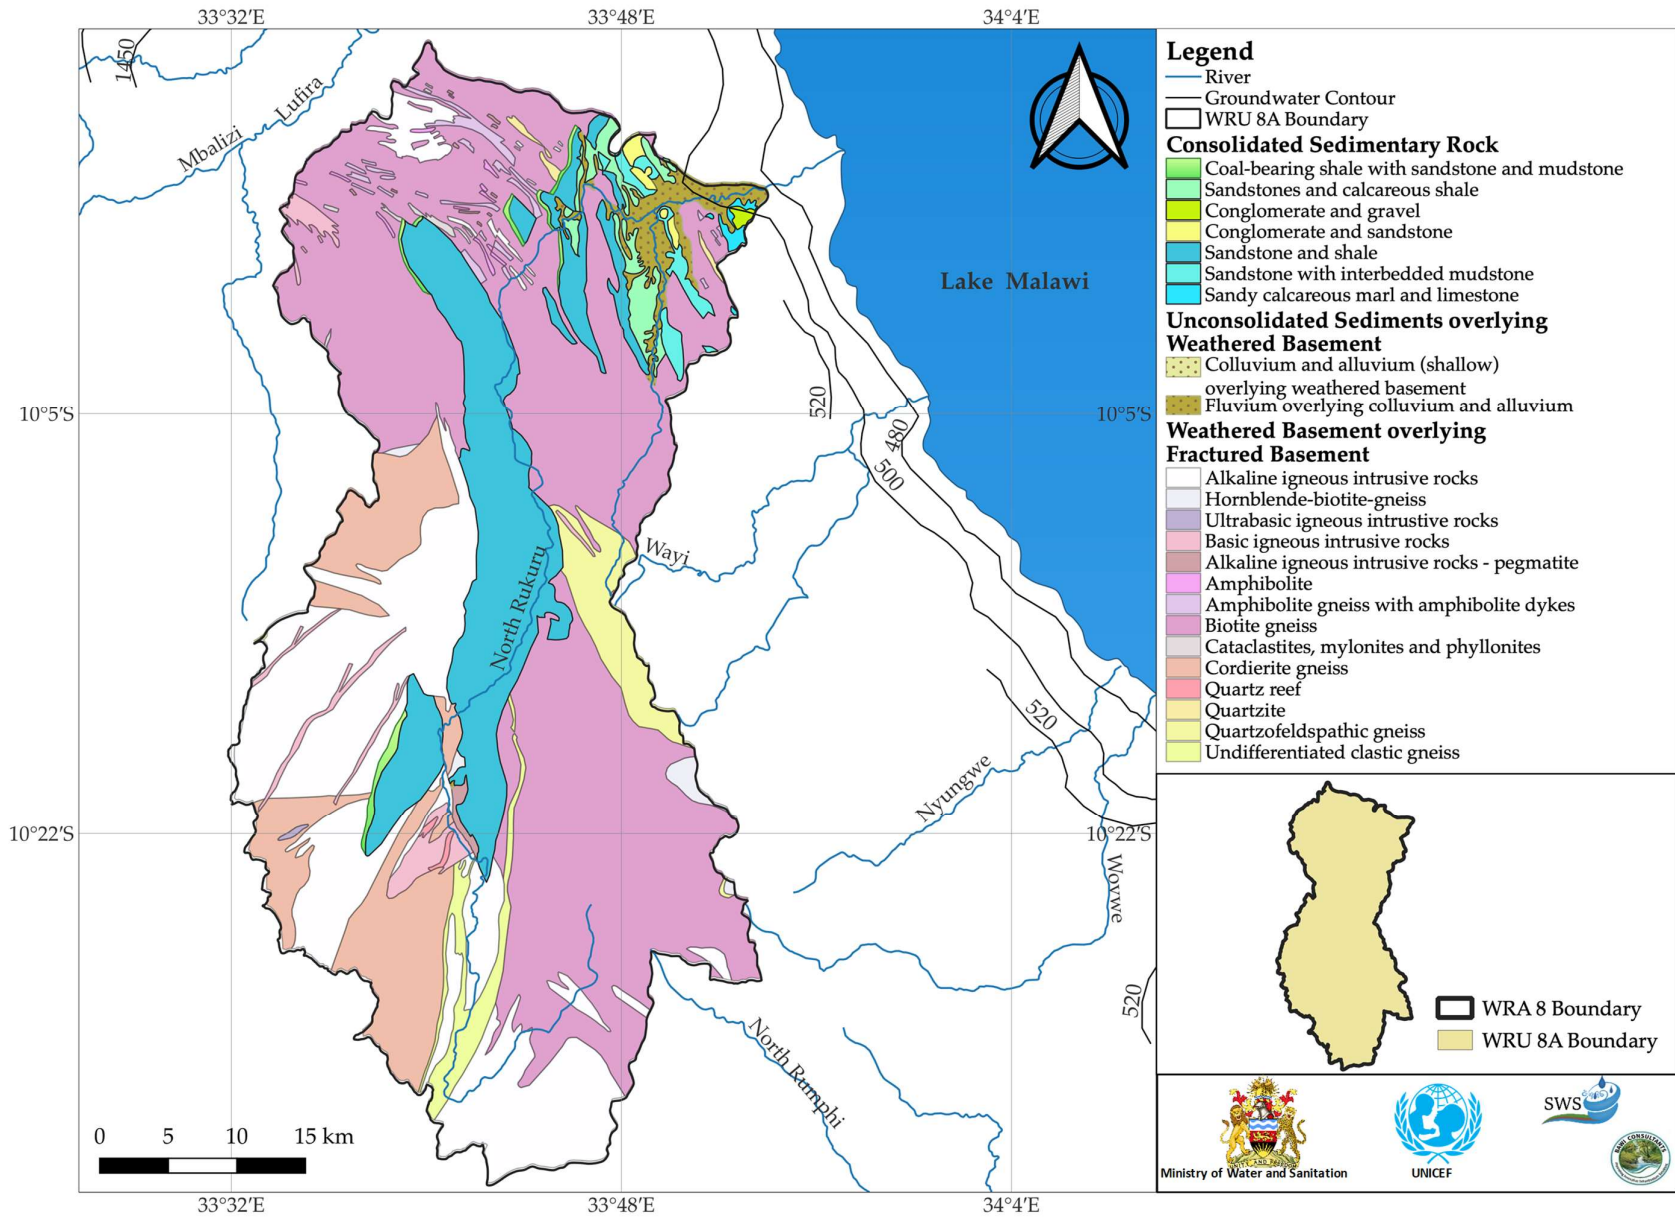 33°32′E
33°48′E
34°4′E
1450
Mbalizi
Lufira
Lake Malawi
10°5′S
10°5′S
520
480
500
Wayi
North Rukuru
520
Nyungwe
10°22′S
10°22′S
Wovwe
520
North Rumphi
0 5 10 15 km
33°32′E
33°48′E
34°4′E
Legend
River
Groundwater Contour
WRU 8A Boundary
Consolidated Sedimentary Rock
Coal-bearing shale with sandstone and mudstone
Sandstones and calcareous shale
Conglomerate and gravel
Conglomerate and sandstone
Sandstone and shale
Sandstone with interbedded mudstone
Sandy calcareous marl and limestone
Unconsolidated Sediments overlying
Weathered Basement
Colluvium and alluvium (shallow)
overlying weathered basement
Fluvium overlying colluvium and alluvium
Weathered Basement overlying
Fractured Basement
Alkaline igneous intrusive rocks
Hornblende-biotite-gneiss
Ultrabasic igneous intrustive rocks
Basic igneous intrusive rocks
Alkaline igneous intrusive rocks - pegmatite
Amphibolite
Amphibolite gneiss with amphibolite dykes
Biotite gneiss
Cataclastites, mylonites and phyllonites
Cordierite gneiss
Quartz reef
Quartzite
Quartzofeldspathic gneiss
Undifferentiated clastic gneiss
WRA 8 Boundary
WRU 8A Boundary
Ministry of Water and Sanitation
UNICEF
SWS
BAWI CONSULTANTS